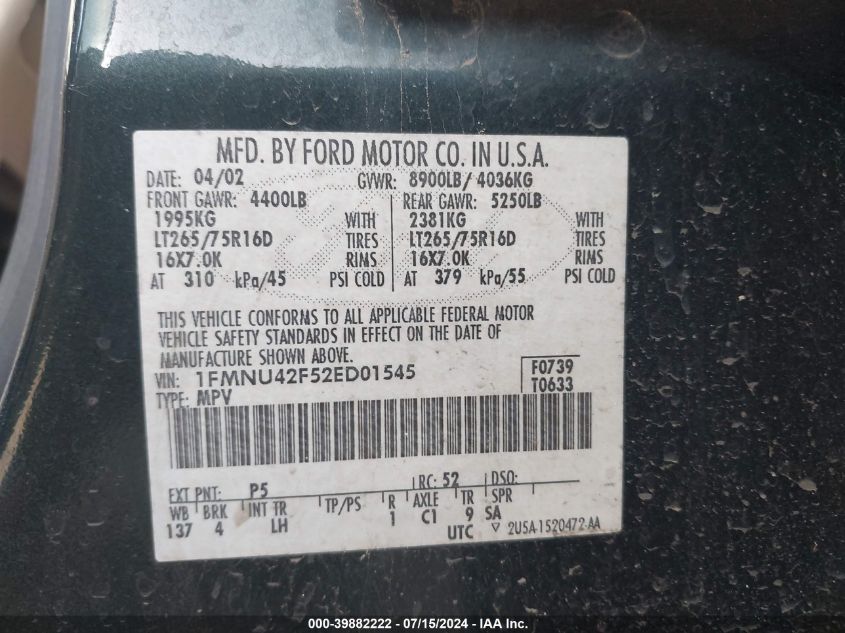 MFD. BY FORD MOTOR CO. IN U.S.A.
DATE: 04/02 GVWR: 8900LB/ 4036KG
FRONT GAWR: 4400LB REAR GAWR: 5250LB
1995KG WITH 2381KG WITH
LT265/75R16D TIRES LT265/75R16D TIRES
16X7.0K RIMS 16X7.0K RIMS
AT 310 kPa/45 PSI COLD AT 379 kPa/55 PSI COLD
THIS VEHICLE CONFORMS TO ALL APPLICABLE FEDERAL MOTOR
VEHICLE SAFETY STANDARDS IN EFFECT ON THE DATE OF
MANUFACTURE SHOWN ABOVE.
VIN: 1FMNU42F52ED01545 F0739
TYPE: MPV T0633
EXT PNT: P5 RC: 52 DSO:
WB BRK INT TR TP/PS R AXLE TR SPR
137 4 LH 1 C1 9 SA
UTC ▽ 2U5A-1520472-AA
000-39882222 - 07/15/2024 - IAAI.com